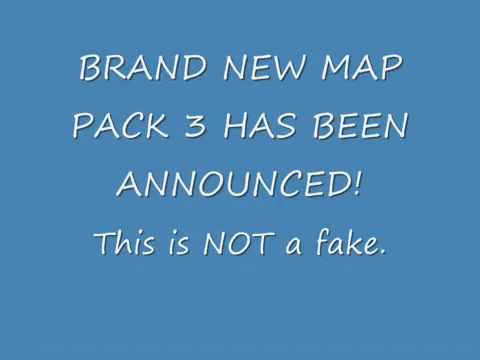 BRAND NEW MAP
PACK 3 HAS BEEN
ANNOUNCED!
This is NOT a fake.